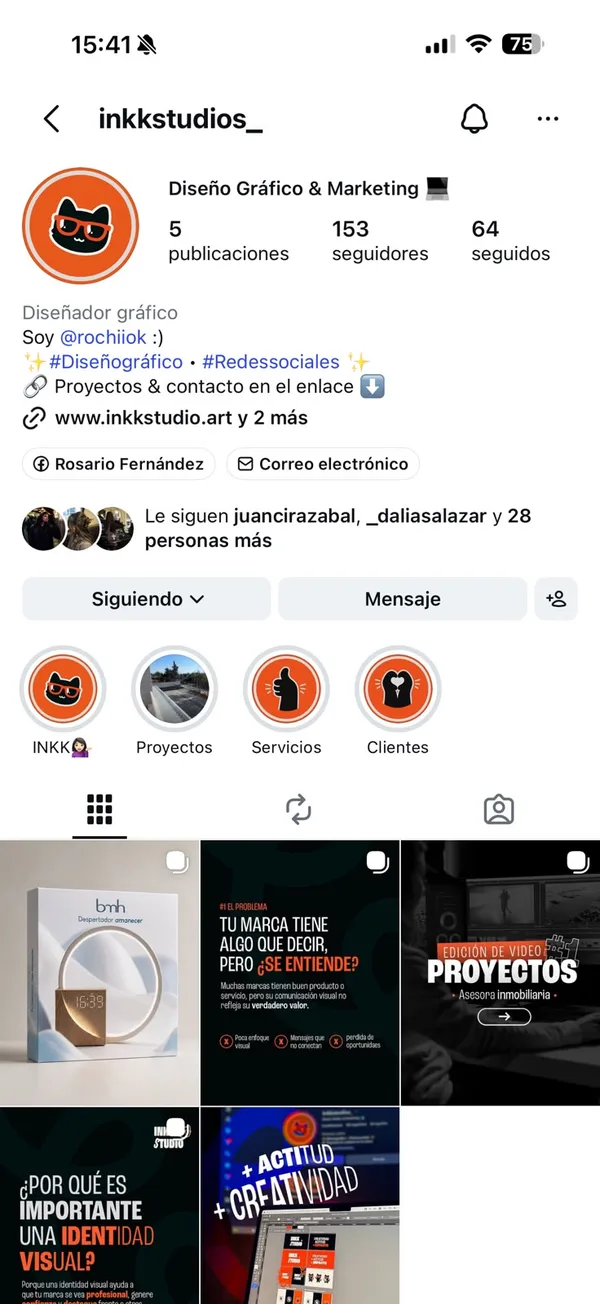 15:41
75
inkkstudios_
Diseño Gráfico & Marketing 💻
5
publicaciones
153
seguidores
64
seguidos
Diseñador gráfico
Soy @rochiiok :)
✨#Diseñográfico • #Redessociales ✨
🔗 Proyectos & contacto en el enlace ⬇️
www.inkkstudio.art y 2 más
Rosario Fernández
Correo electrónico
Le siguen juancirazabal, _daliasalazar y 28
personas más
Siguiendo
Mensaje
INKK💁🏻‍♀️
Proyectos
Servicios
Clientes
bmh
Despertador amanecer
16:39
#1 EL PROBLEMA
TU MARCA TIENE
ALGO QUE DECIR,
PERO ¿SE ENTIENDE?
Muchas marcas tienen buen producto o
servicio, pero su comunicación visual no
refleja su verdadero valor.
X Poca enfoque
visual
X Mensajes que
no conectan
X perdida de
oportunidaes
EDICIÓN DE VIDEO
#1
PROYECTOS
• Asesora inmobiliaria •
STUDIO
¿POR QUÉ ES
IMPORTANTE
UNA IDENTIDAD
VISUAL?
Porque una identidad visual ayuda a
que tu marca se vea profesional, genere
+ ACTITUD
+ CREATIVIDAD